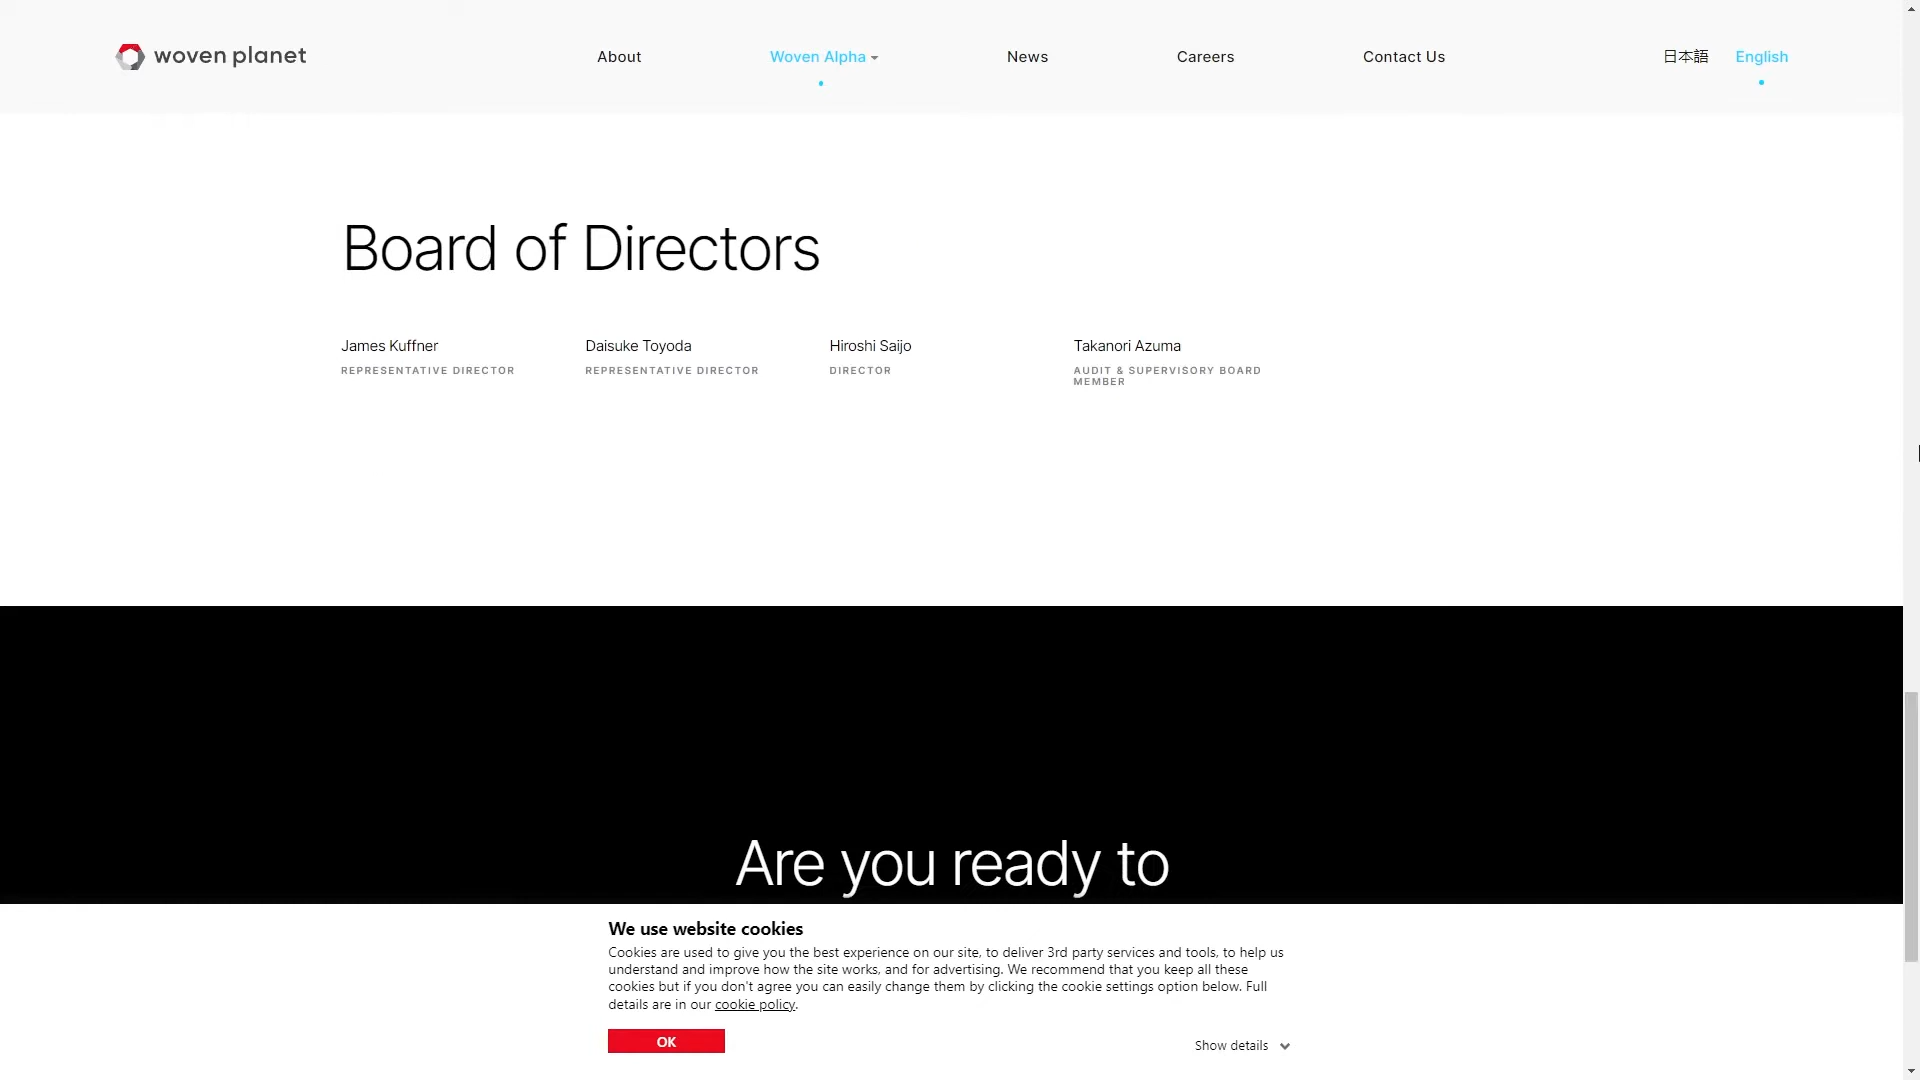 woven planet
About
Woven Alpha
News
Careers
Contact Us
日本語
English
Board of Directors
James Kuffner
REPRESENTATIVE DIRECTOR
Daisuke Toyoda
REPRESENTATIVE DIRECTOR
Hiroshi Saijo
DIRECTOR
Takanori Azuma
AUDIT & SUPERVISORY BOARD
MEMBER
Are you ready to
We use website cookies
Cookies are used to give you the best experience on our site, to deliver 3rd party services and tools, to help us
understand and improve how the site works, and for advertising. We recommend that you keep all these
cookies but if you don't agree you can easily change them by clicking the cookie settings option below. Full
details are in our cookie policy.
OK
Show details